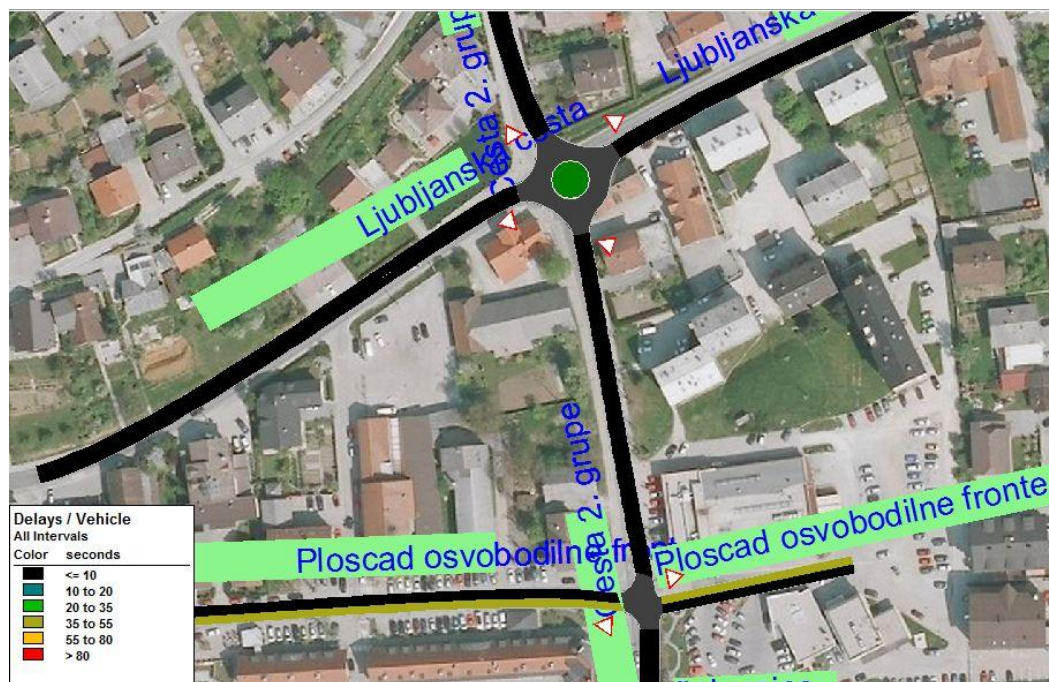 Cesta 2. grupe
Ljubljanska
Ljubljanska cesta
Cesta 2. grupe
Ploscad osvobodilne front
Ploscad osvobodilne fronte
Delays / Vehicle
All Intervals
Color seconds
<= 10
10 to 20
20 to 35
35 to 55
55 to 80
> 80